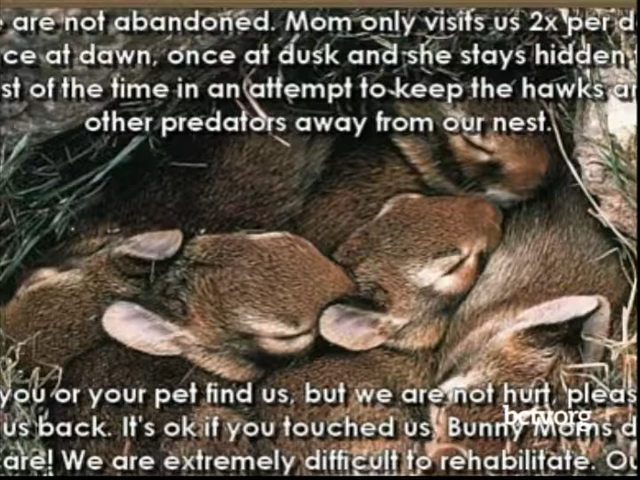 are not abandoned. Mom only visits us 2x per d
ce at dawn, once at dusk and she stays hidden
st of the time in an attempt to keep the hawks a
other predators away from our nest.
you or your pet find us, but we are not hurt, pleas
us back. It's ok if you touched us, Bunny Moms d
are! We are extremely difficult to rehabilitate. Ou
bctv.org